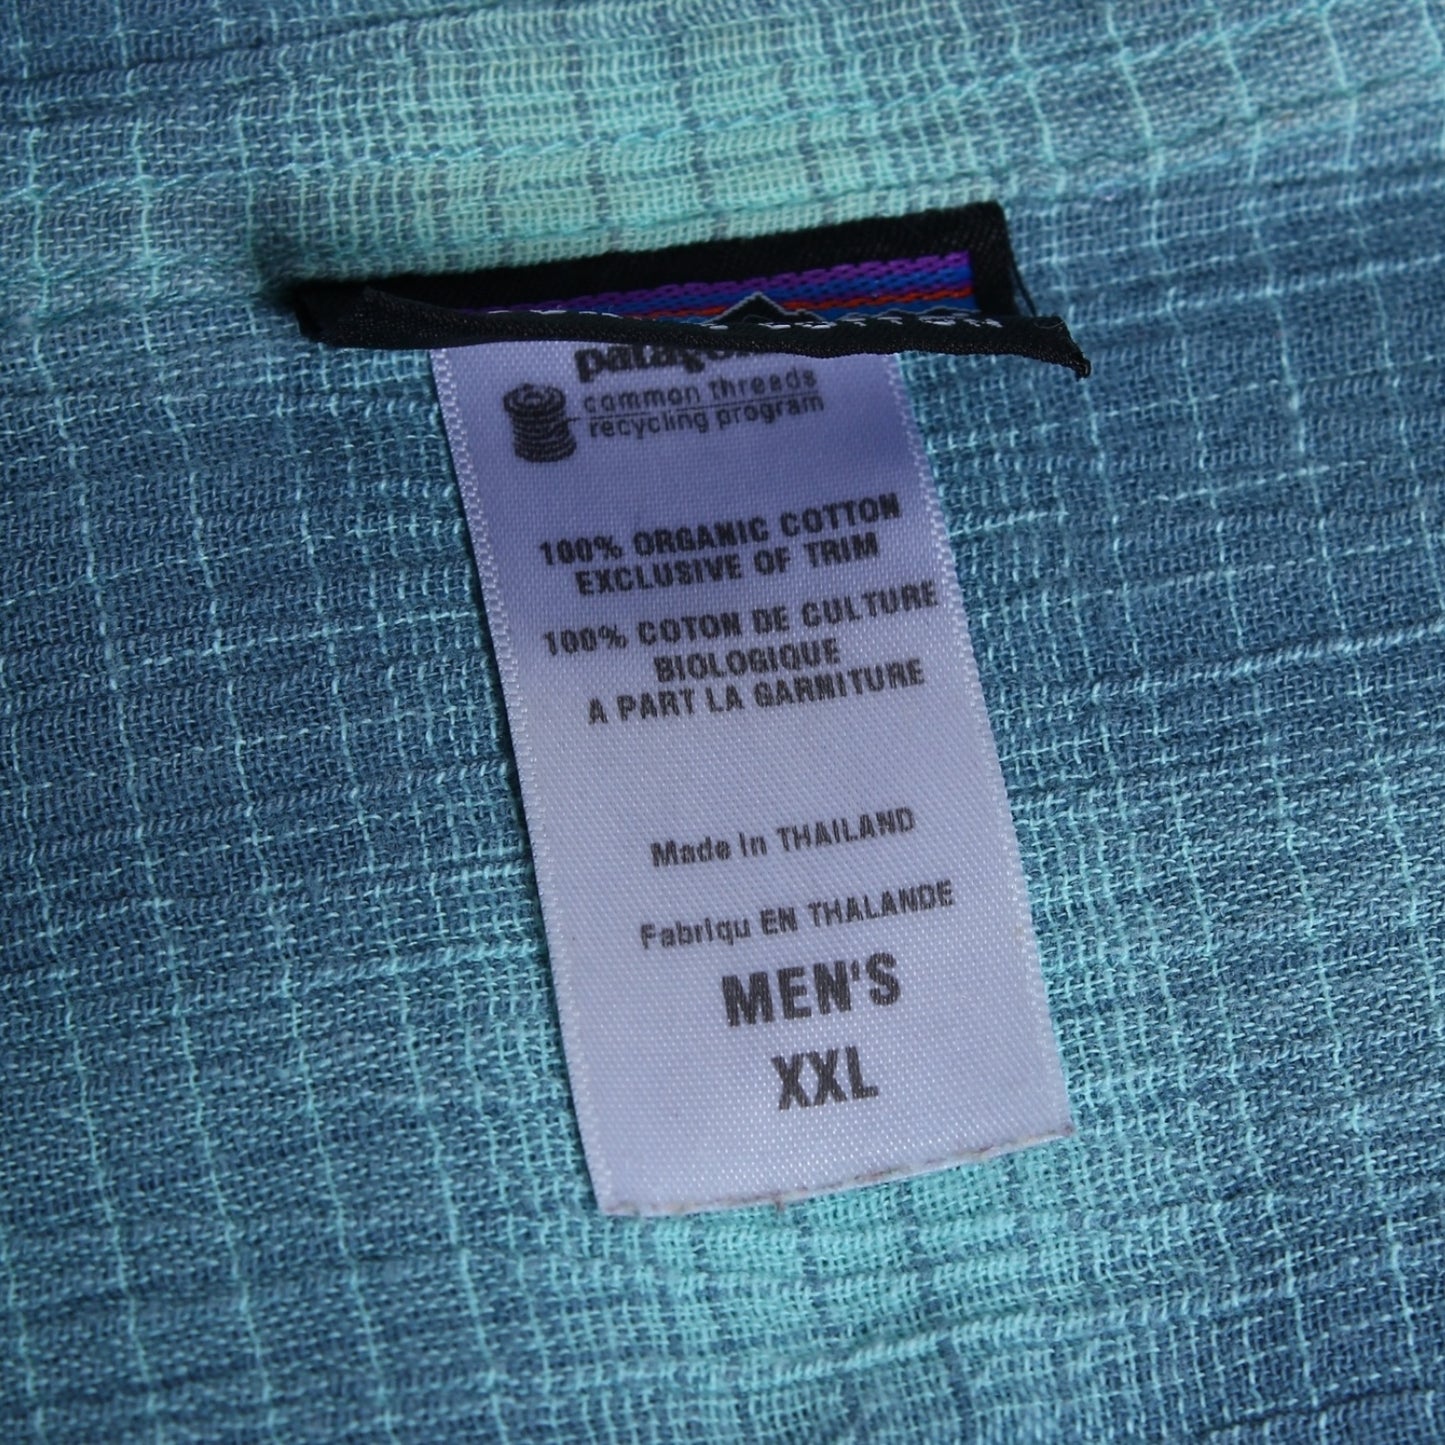 common threads
recycling program
100% ORGANIC COTTON
EXCLUSIVE OF TRIM
100% COTON DE CULTURE
BIOLOGIQUE
A PART LA GARNITURE
Made In THAILAND
Fabriqu EN THALANDE
MEN'S
XXL